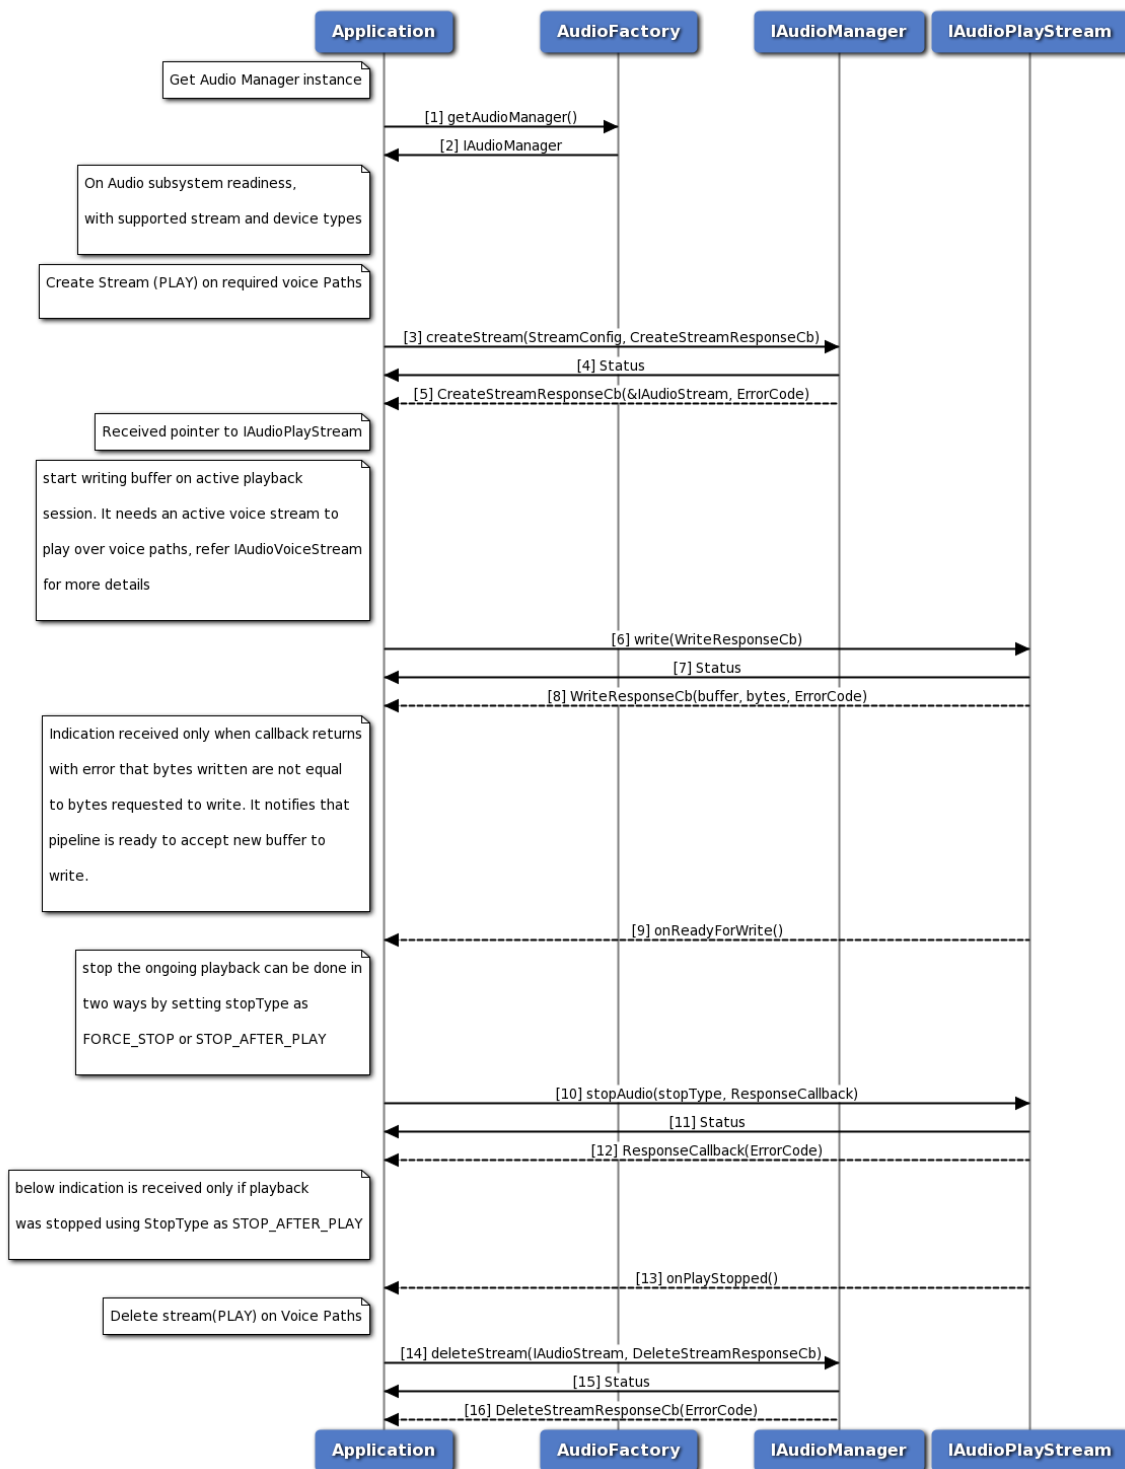 Application
AudioFactory
IAudioManager
IAudioPlayStream
Get Audio Manager instance
[1] getAudioManager()
[2] IAudioManager
On Audio subsystem readiness,
with supported stream and device types
Create Stream (PLAY) on required voice Paths
[3] createStream(StreamConfig, CreateStreamResponseCb)
[4] Status
[5] CreateStreamResponseCb(&IAudioStream, ErrorCode)
Received pointer to IAudioPlayStream
start writing buffer on active playback
session. It needs an active voice stream to
play over voice paths, refer IAudioVoiceStream
for more details
[6] write(WriteResponseCb)
[7] Status
[8] WriteResponseCb(buffer, bytes, ErrorCode)
Indication received only when callback returns
with error that bytes written are not equal
to bytes requested to write. It notifies that
pipeline is ready to accept new buffer to
write.
[9] onReadyForWrite()
stop the ongoing playback can be done in
two ways by setting stopType as
FORCE_STOP or STOP_AFTER_PLAY
[10] stopAudio(stopType, ResponseCallback)
[11] Status
[12] ResponseCallback(ErrorCode)
below indication is received only if playback
was stopped using StopType as STOP_AFTER_PLAY
[13] onPlayStopped()
Delete stream(PLAY) on Voice Paths
[14] deleteStream(IAudioStream, DeleteStreamResponseCb)
[15] Status
[16] DeleteStreamResponseCb(ErrorCode)
Application
AudioFactory
IAudioManager
IAudioPlayStream